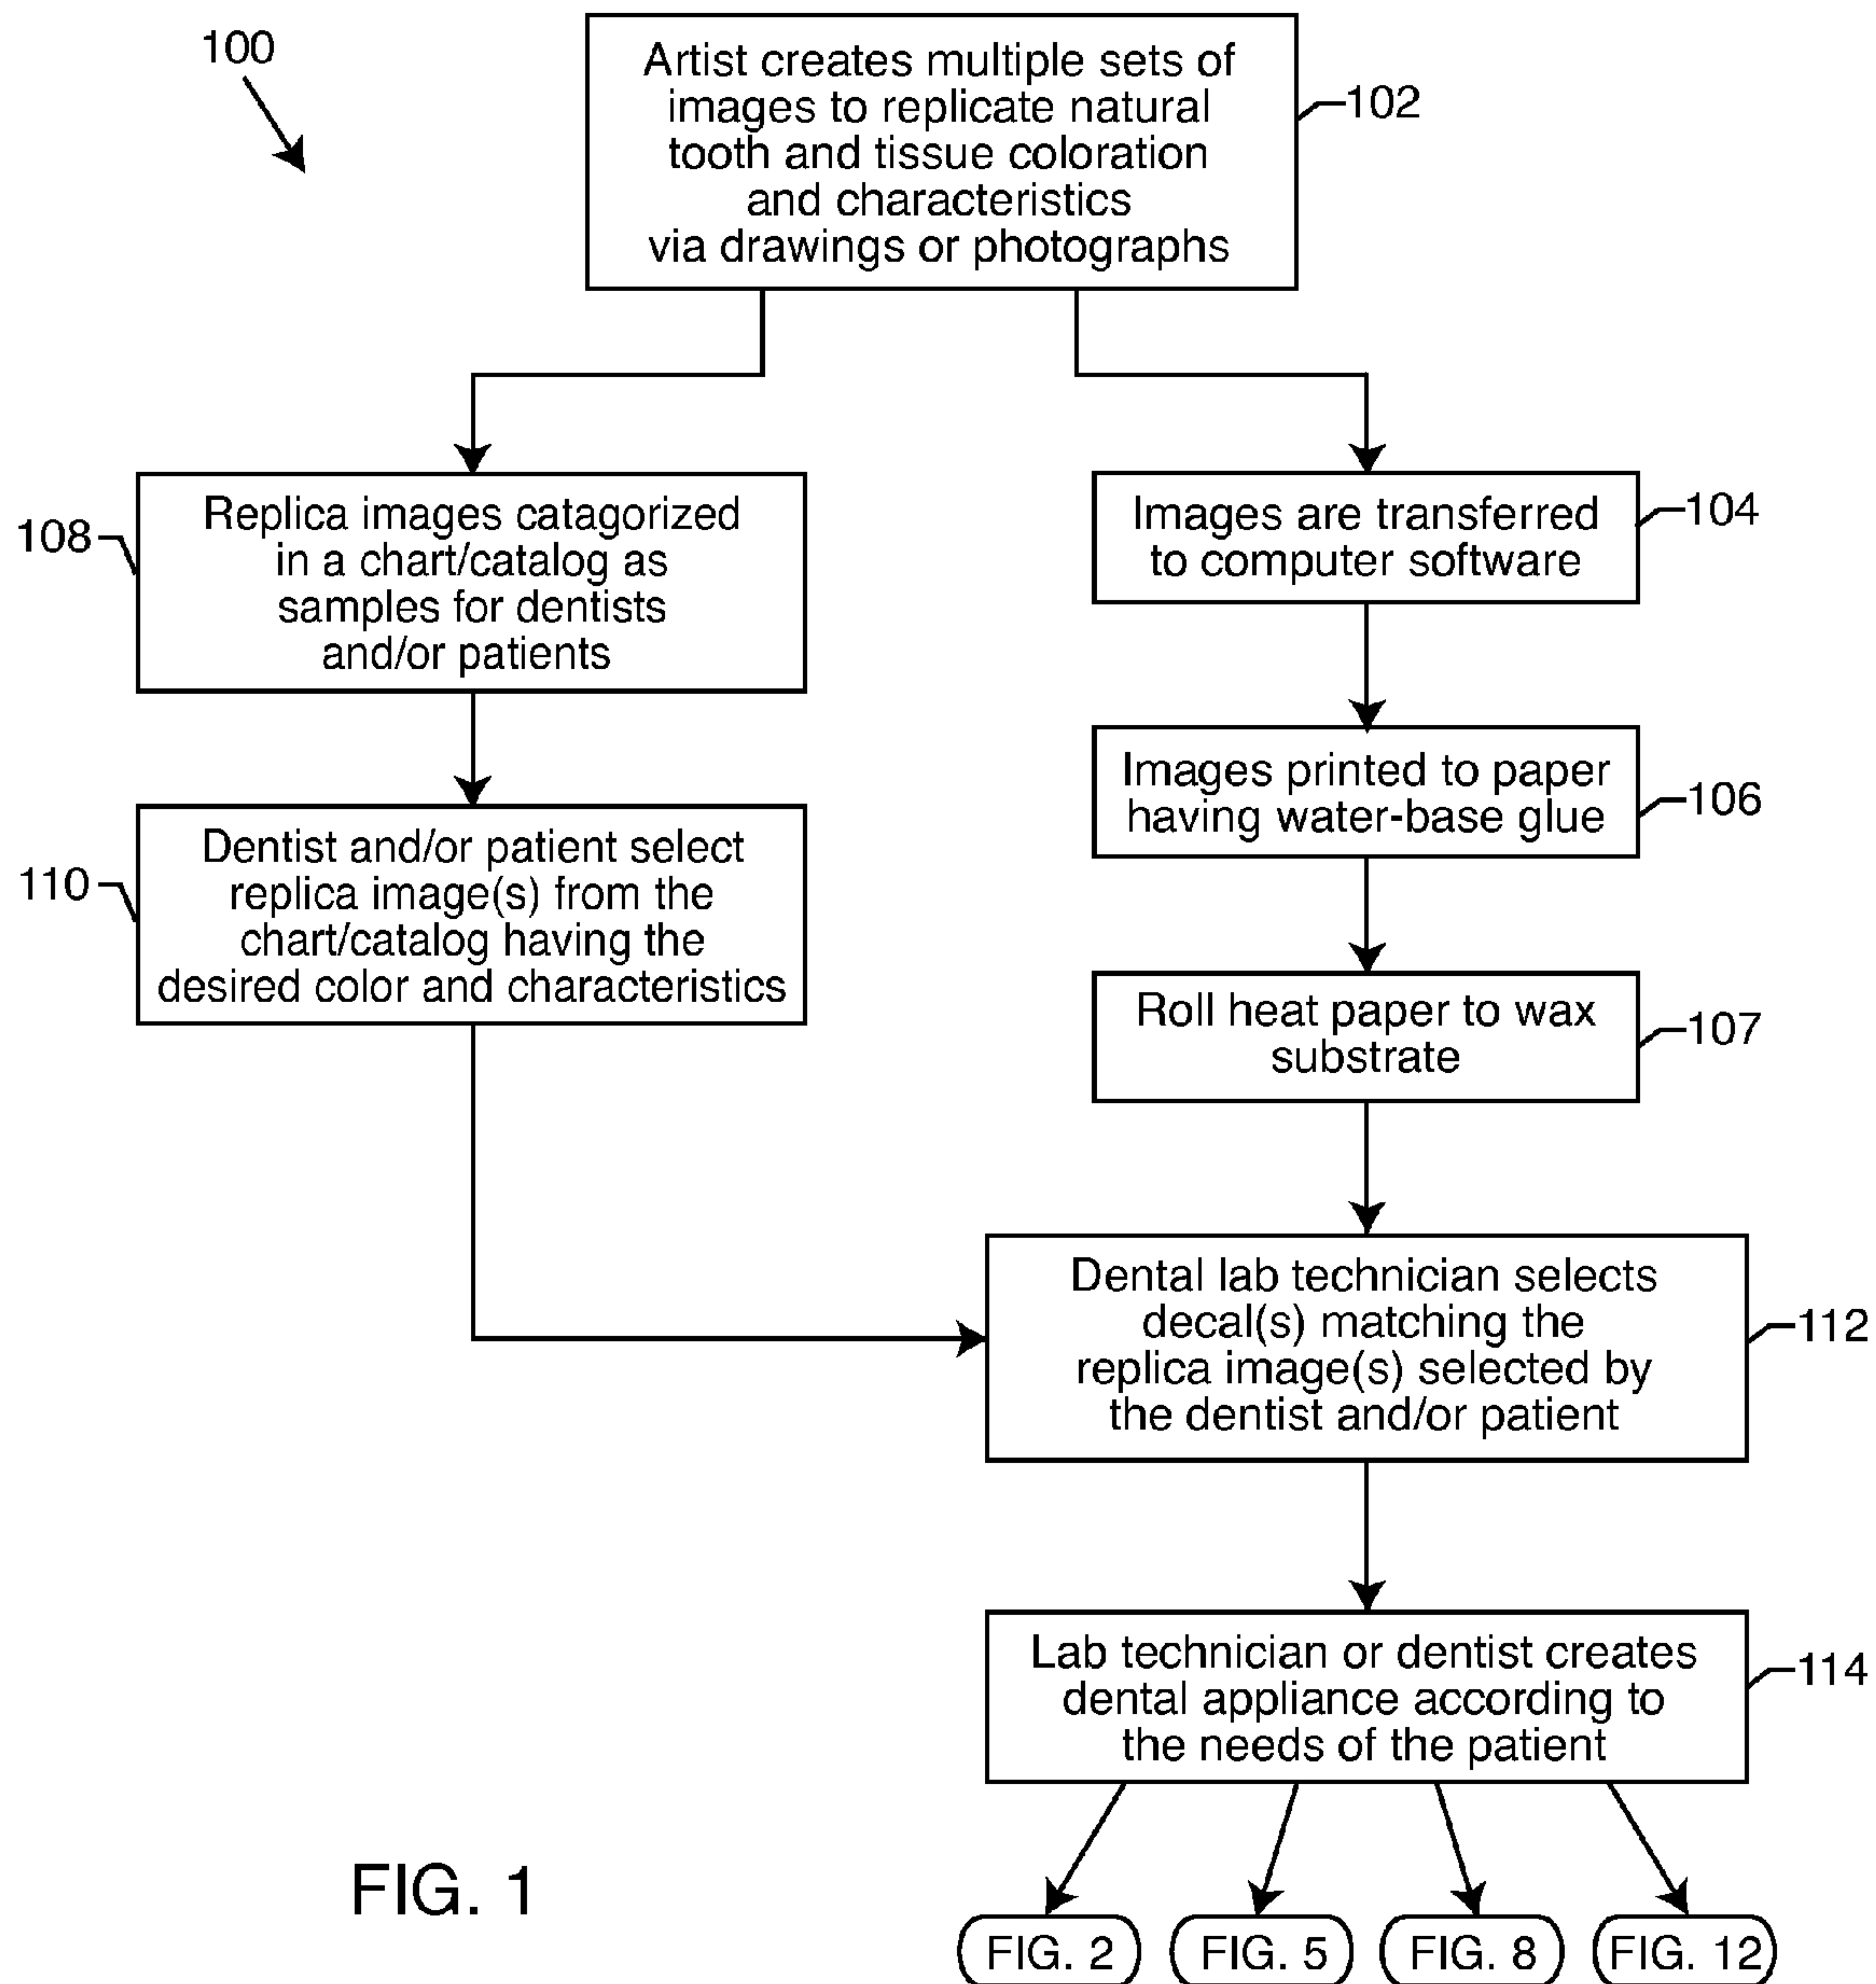 100
Artist creates multiple sets of
images to replicate natural
tooth and tissue coloration
and characteristics
via drawings or photographs
102
108
Replica images catagorized
in a chart/catalog as
samples for dentists
and/or patients
Images are transferred
to computer software
104
Images printed to paper
having water-base glue
106
110
Dentist and/or patient select
replica image(s) from the
chart/catalog having the
desired color and characteristics
Roll heat paper to wax
substrate
107
Dental lab technician selects
decal(s) matching the
replica image(s) selected by
the dentist and/or patient
112
Lab technician or dentist creates
dental appliance according to
the needs of the patient
114
FIG. 1
FIG. 2
FIG. 5
FIG. 8
FIG. 12